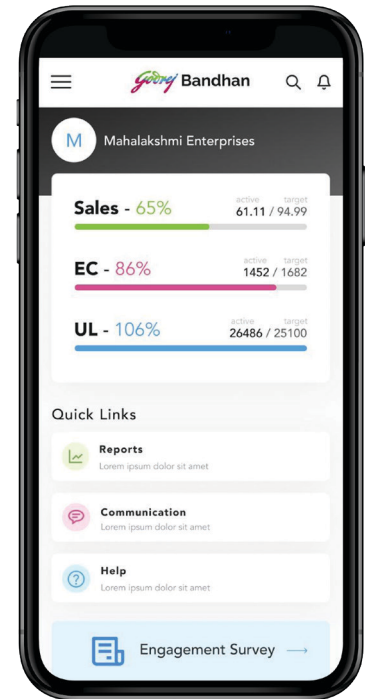 Godrej Bandhan
M Mahalakshmi Enterprises
active target
Sales - 65% 61.11 / 94.99
active target
EC - 86% 1452 / 1682
active target
UL - 106% 26486 / 25100
Quick Links
Reports
Lorem ipsum dolor sit amet
Communication
Lorem ipsum dolor sit amet
Help
Lorem ipsum dolor sit amet
Engagement Survey